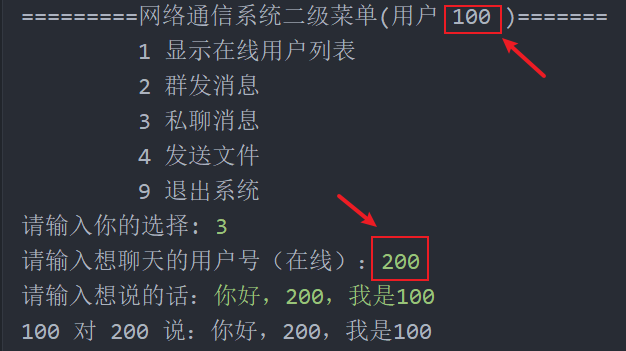 =========网络通信系统二级菜单(用户 100 )=======
1 显示在线用户列表
2 群发消息
3 私聊消息
4 发送文件
9 退出系统
请输入你的选择: 3
请输入想聊天的用户号（在线）：200
请输入想说的话：你好，200，我是100
100 对 200 说：你好，200，我是100